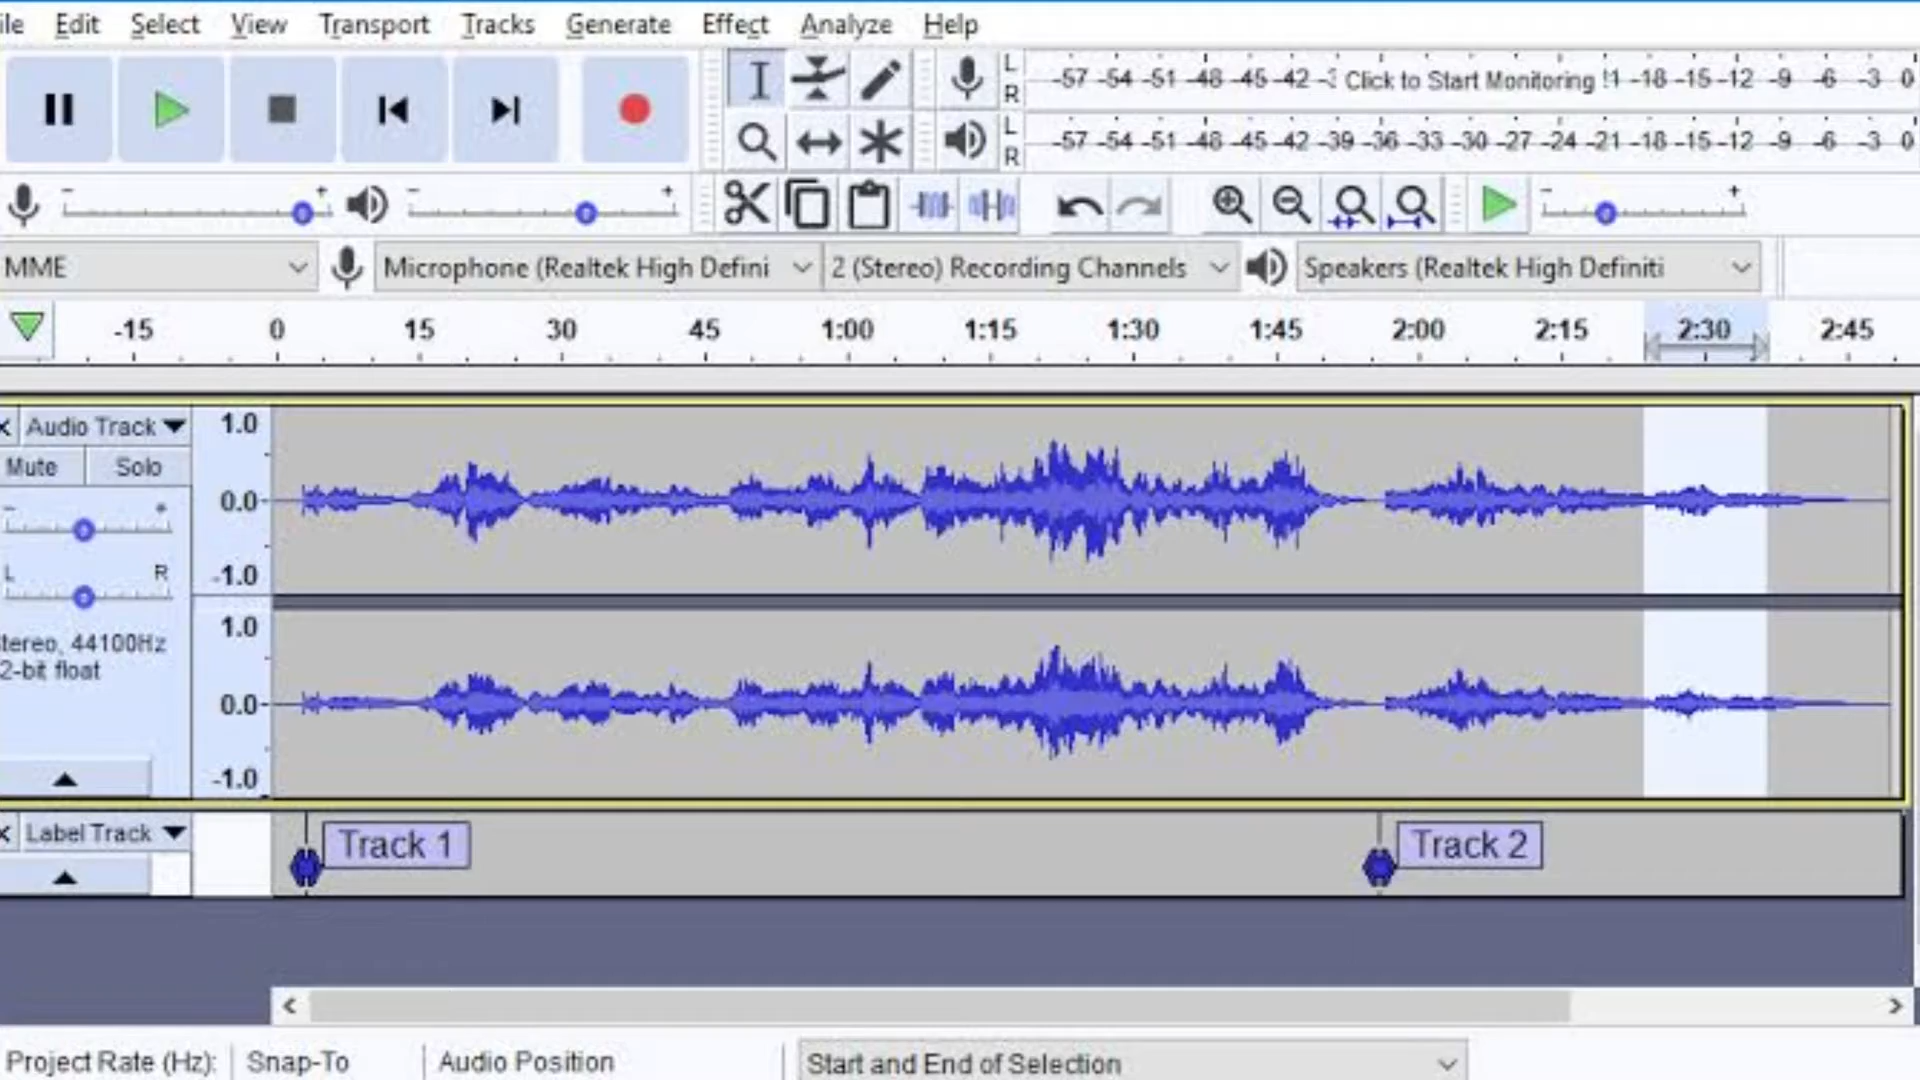 ile Edit Select View Transport Tracks Generate Effect Analyze Help
L R -57 -54 -51 -48 -45 -42 -3 Click to Start Monitoring !1 -18 -15 -12 -9 -6 -3 0
L R -57 -54 -51 -48 -45 -42 -39 -36 -33 -30 -27 -24 -21 -18 -15 -12 -9 -6 -3 0
- + - + - +
MME Microphone (Realtek High Defini 2 (Stereo) Recording Channels Speakers (Realtek High Definiti
-15 0 15 30 45 1:00 1:15 1:30 1:45 2:00 2:15 2:30 2:45
Audio Track 1.0
Mute Solo
- + 0.0
L R -1.0
1.0
tereo, 44100Hz
2-bit float
0.0
-1.0
Label Track Track 1 Track 2
Project Rate (Hz): Snap-To Audio Position Start and End of Selection